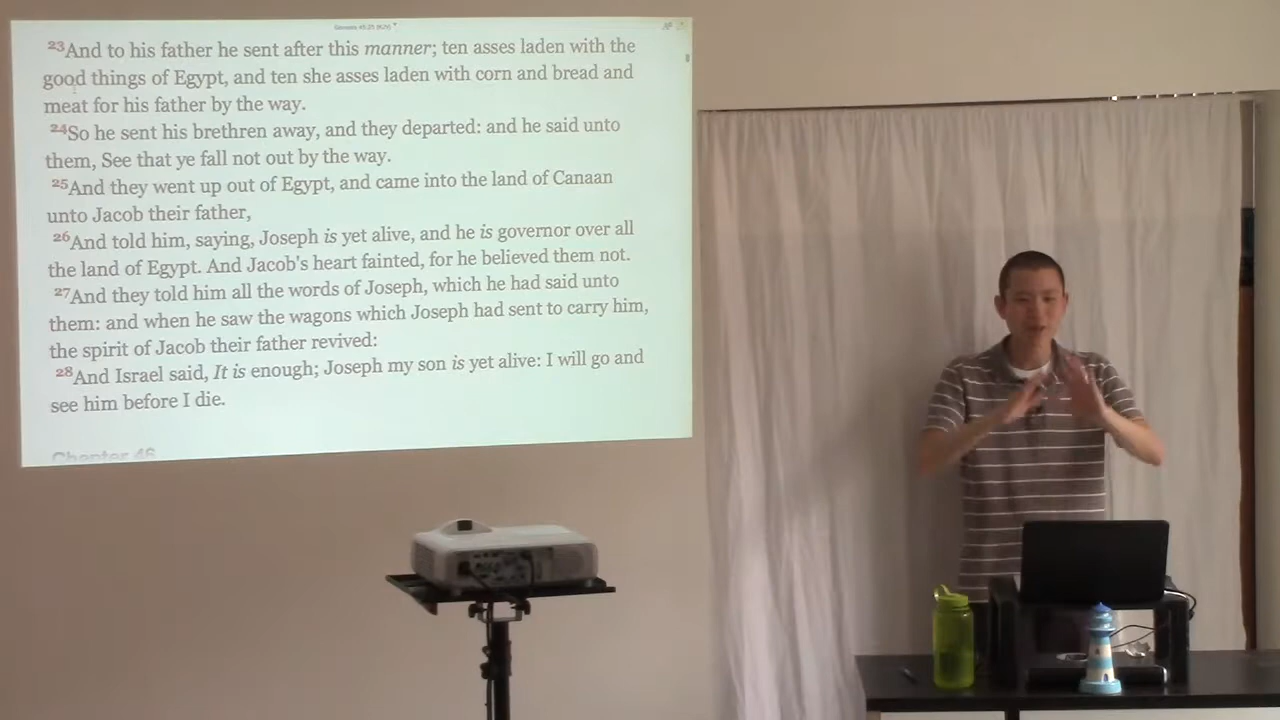 Genesis 45:25 (KJV)
23And to his father he sent after this manner; ten asses laden with the
good things of Egypt, and ten she asses laden with corn and bread and
meat for his father by the way.
24So he sent his brethren away, and they departed: and he said unto
them, See that ye fall not out by the way.
25And they went up out of Egypt, and came into the land of Canaan
unto Jacob their father,
26And told him, saying, Joseph is yet alive, and he is governor over all
the land of Egypt. And Jacob's heart fainted, for he believed them not.
27And they told him all the words of Joseph, which he had said unto
them: and when he saw the wagons which Joseph had sent to carry him,
the spirit of Jacob their father revived:
28And Israel said, It is enough; Joseph my son is yet alive: I will go and
see him before I die.
Chapter 46